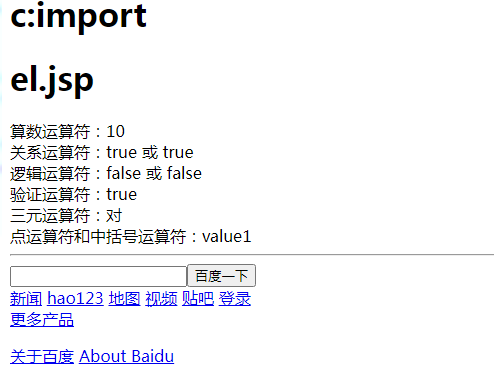 c:import
el.jsp
算数运算符：10
关系运算符：true 或 true
逻辑运算符：false 或 false
验证运算符：true
三元运算符：对
点运算符和中括号运算符：value1
百度一下
新闻 hao123 地图 视频 贴吧 登录
更多产品
关于百度 About Baidu